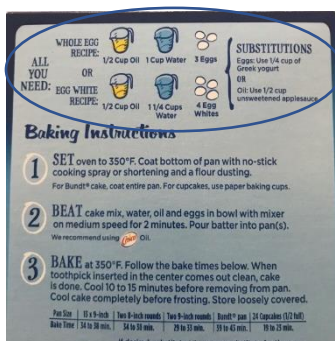 ALL YOU NEED:
WHOLE EGG RECIPE:
1/2 Cup Oil 1 Cup Water 3 Eggs
OR
EGG WHITE RECIPE:
1/2 Cup Oil 1 1/4 Cups Water 4 Egg Whites
SUBSTITUTIONS
Eggs: Use 1/4 cup of
Greek yogurt
OR
Oil: Use 1/2 cup
unsweetened applesauce
Baking Instructions
1 SET oven to 350°F. Coat bottom of pan with no-stick
cooking spray or shortening and a flour dusting.
For Bundt® cake, coat entire pan. For cupcakes, use paper baking cups.
2 BEAT cake mix, water, oil and eggs in bowl with mixer
on medium speed for 2 minutes. Pour batter into pan(s).
We recommend using Crisco Oil.
3 BAKE at 350°F. Follow the bake times below. When
toothpick inserted in the center comes out clean, cake
is done. Cool 10 to 15 minutes before removing from pan.
Cool cake completely before frosting. Store loosely covered.
Pan Size 13 x 9-inch Two 8-inch rounds Two 9-inch rounds Bundt® pan 24 Cupcakes (1/2 full)
Bake Time 34 to 38 min. 34 to 38 min. 29 to 33 min. 39 to 43 min. 19 to 23 min.